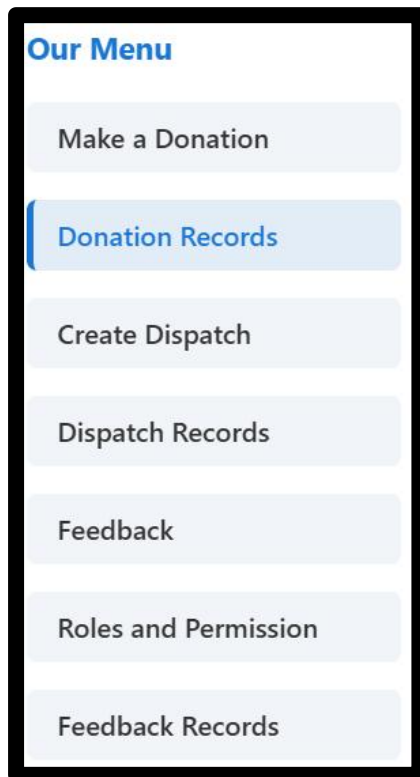 Our Menu
Make a Donation
Donation Records
Create Dispatch
Dispatch Records
Feedback
Roles and Permission
Feedback Records